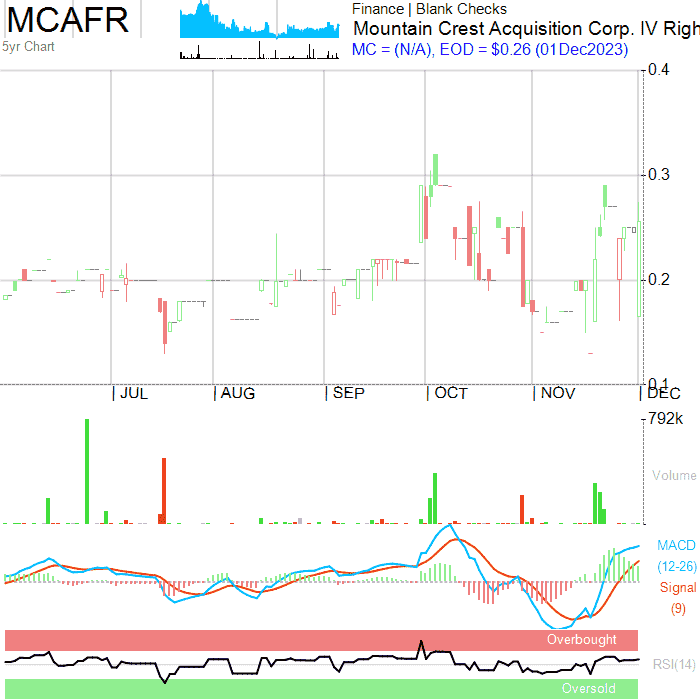 MCAFR
5yr Chart
Finance | Blank Checks
Mountain Crest Acquisition Corp. IV Righ
MC = (N/A), EOD = $0.26 (01Dec2023)
0.4
0.3
0.2
0.1
JUL
AUG
SEP
OCT
NOV
DEC
792k
Volume
MACD
(12-26)
Signal
(9)
Overbought
RSI(14)
Oversold